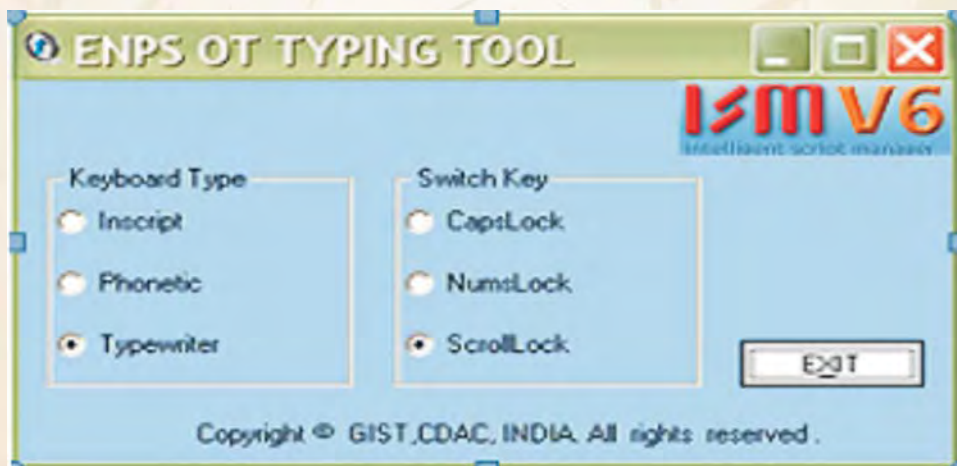 ENPS OT TYPING TOOL
ISM V6
intelligent script manager
Keyboard Type
Inscript
Phonetic
Typewriter
Switch Key
CapsLock
NumsLock
ScrollLock
EXIT
Copyright © GIST,CDAC, INDIA. All rights reserved .